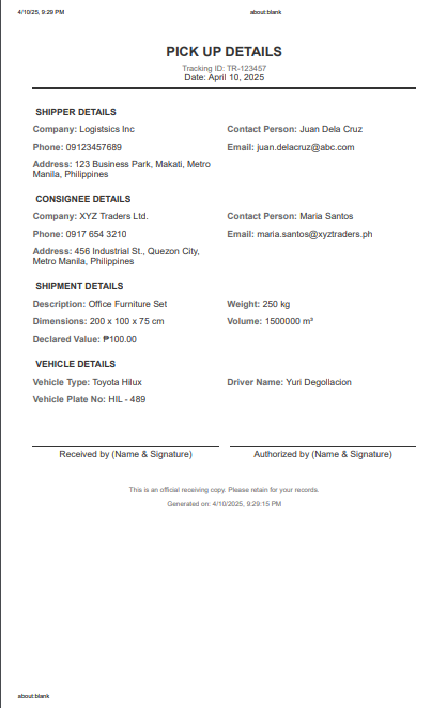 4/10/25, 9:29 PM about:blank
PICK UP DETAILS
Tracking ID: TR-123457
Date: April 10, 2025
SHIPPER DETAILS
Company: Logistsics Inc Contact Person: Juan Dela Cruz
Phone: 09123457689 Email: juan.delacruz@abc.com
Address: 123 Business Park, Makati, Metro
Manila, Philippines
CONSIGNEE DETAILS
Company: XYZ Traders Ltd. Contact Person: Maria Santos
Phone: 0917 654 3210 Email: maria.santos@xyztraders.ph
Address: 456 Industrial St., Quezon City,
Metro Manila, Philippines
SHIPMENT DETAILS
Description: Office Furniture Set Weight: 250 kg
Dimensions: 200 x 100 x 75 cm Volume: 1500000 m³
Declared Value: ₱100.00
VEHICLE DETAILS
Vehicle Type: Toyota Hilux Driver Name: Yuri Degollacion
Vehicle Plate No: HIL - 489
Received by (Name & Signature) Authorized by (Name & Signature)
This is an official receiving copy. Please retain for your records.
Generated on: 4/10/2025, 9:29:15 PM
about:blank